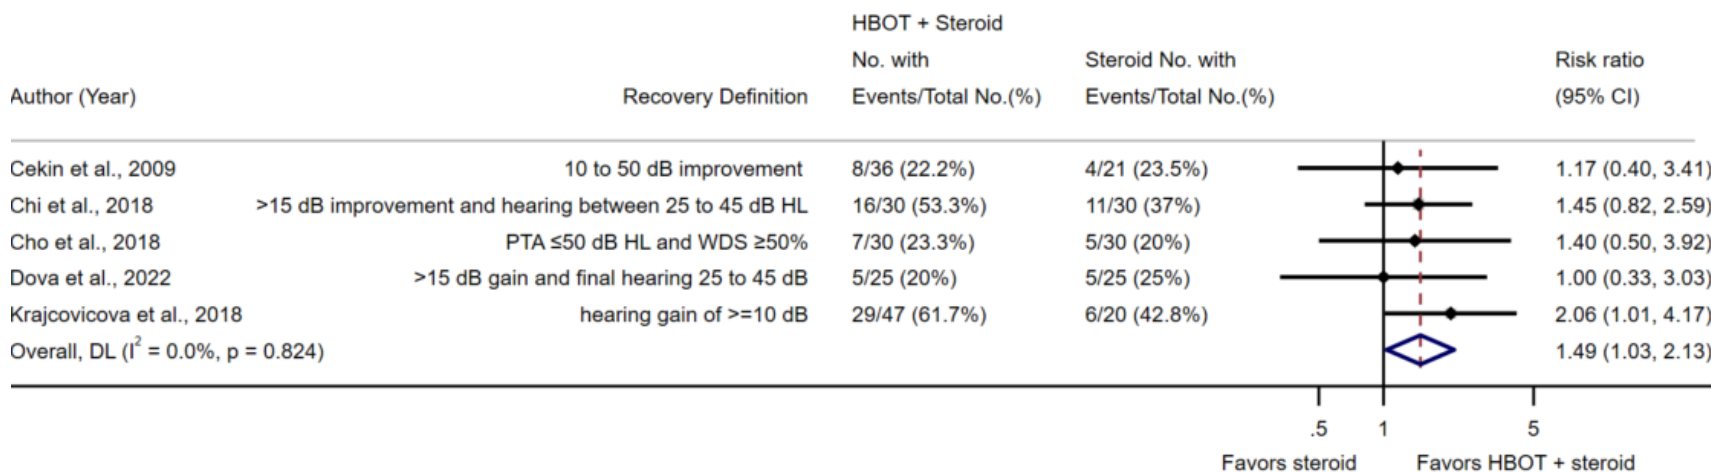 HBOT + Steroid
No. with Steroid No. with Risk ratio
Author (Year) Recovery Definition Events/Total No.(%) Events/Total No.(%) (95% CI)
Cekin et al., 2009 10 to 50 dB improvement 8/36 (22.2%) 4/21 (23.5%) 1.17 (0.40, 3.41)
Chi et al., 2018 >15 dB improvement and hearing between 25 to 45 dB HL 16/30 (53.3%) 11/30 (37%) 1.45 (0.82, 2.59)
Cho et al., 2018 PTA ≤50 dB HL and WDS ≥50% 7/30 (23.3%) 5/30 (20%) 1.40 (0.50, 3.92)
Dova et al., 2022 >15 dB gain and final hearing 25 to 45 dB 5/25 (20%) 5/25 (25%) 1.00 (0.33, 3.03)
Krajcovicova et al., 2018 hearing gain of >=10 dB 29/47 (61.7%) 6/20 (42.8%) 2.06 (1.01, 4.17)
Overall, DL (I² = 0.0%, p = 0.824) 1.49 (1.03, 2.13)
.5 1 5
Favors steroid Favors HBOT + steroid